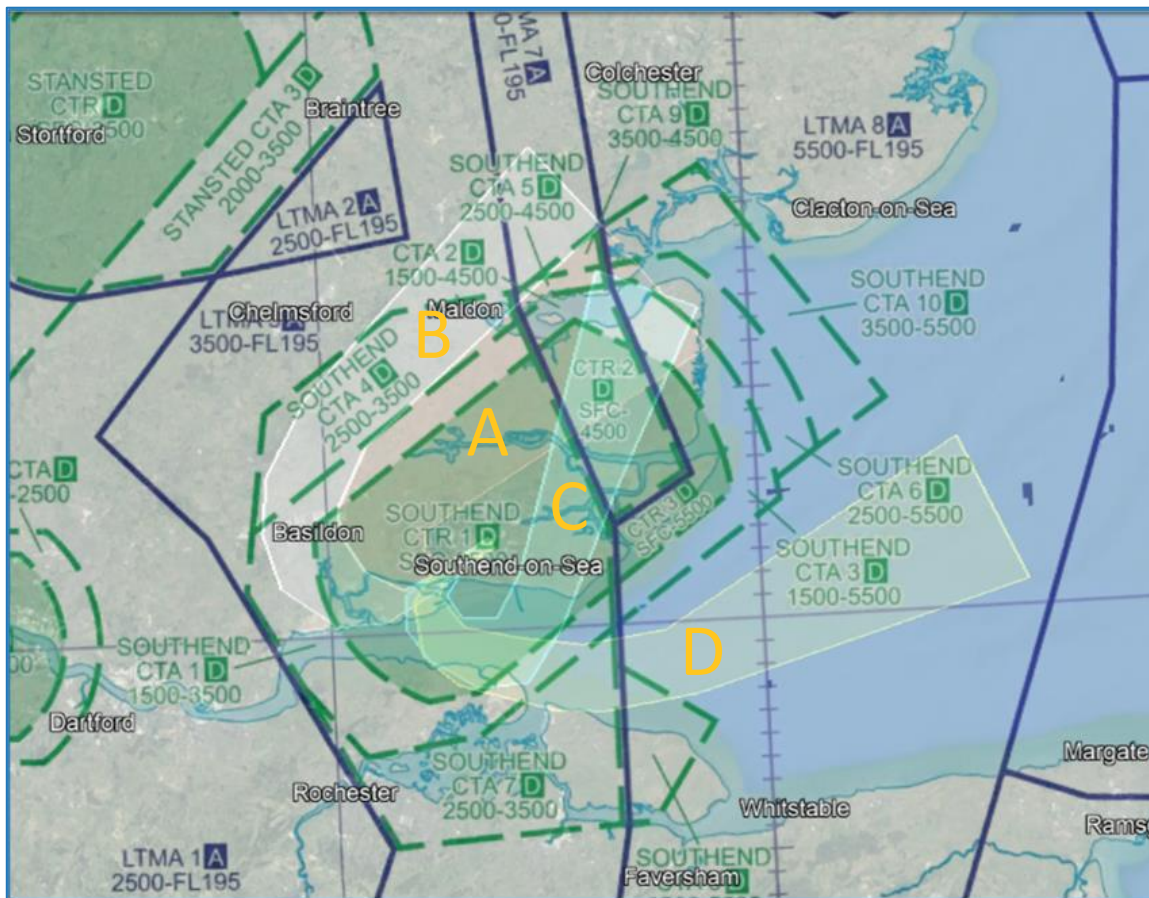 MA 7 A
0-FL195
STANSTED
CTR D
3500
Stortford
STANSTED CTA 3 D
2000-3500
Braintree
Colchester
SOUTHEND
CTA 9 D
3500-4500
LTMA 8 A
5500-FL195
SOUTHEND
CTA 5 D
2500-4500
LTMA 2 A
2500-FL195
Clacton-on-Sea
CTA 2 D
1500-4500
SOUTHEND
CTA 10 D
3500-5500
Chelmsford
Maldon
3500-FL195
B
SOUTHEND
CTA 4 D
2500-3500
CTR 2
D
SFC-
4500
A
CTA D
-2500
SOUTHEND
CTA 6 D
2500-5500
C
CTR 3 D
SFC-5500
Basildon
SOUTHEND
CTR 1 D
Southend-on-Sea
SOUTHEND
CTA 3 D
1500-5500
SOUTHEND
CTA 1 D
1500-3500
D
Dartford
Margate
SOUTHEND
CTA 7 D
2500-3500
Rochester
Whitstable
Rams
LTMA 1 A
2500-FL195
SOUTHEND
Faversham